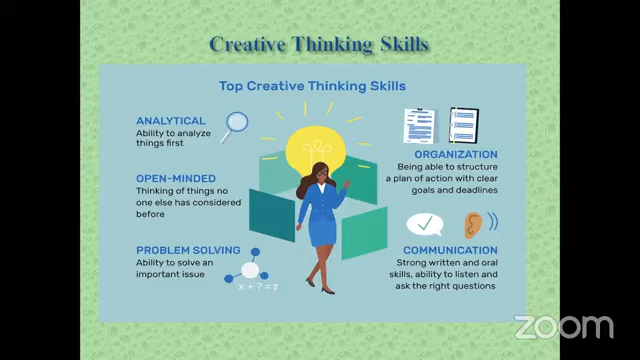 Creative Thinking Skills
Top Creative Thinking Skills
ANALYTICAL
Ability to analyze
things first
OPEN-MINDED
Thinking of things no
one else has considered
before
PROBLEM SOLVING
Ability to solve an
important issue
x + ? = z
ORGANIZATION
Being able to structure
a plan of action with clear
goals and deadlines
COMMUNICATION
Strong written and oral
skills, ability to listen and
ask the right questions
zoom